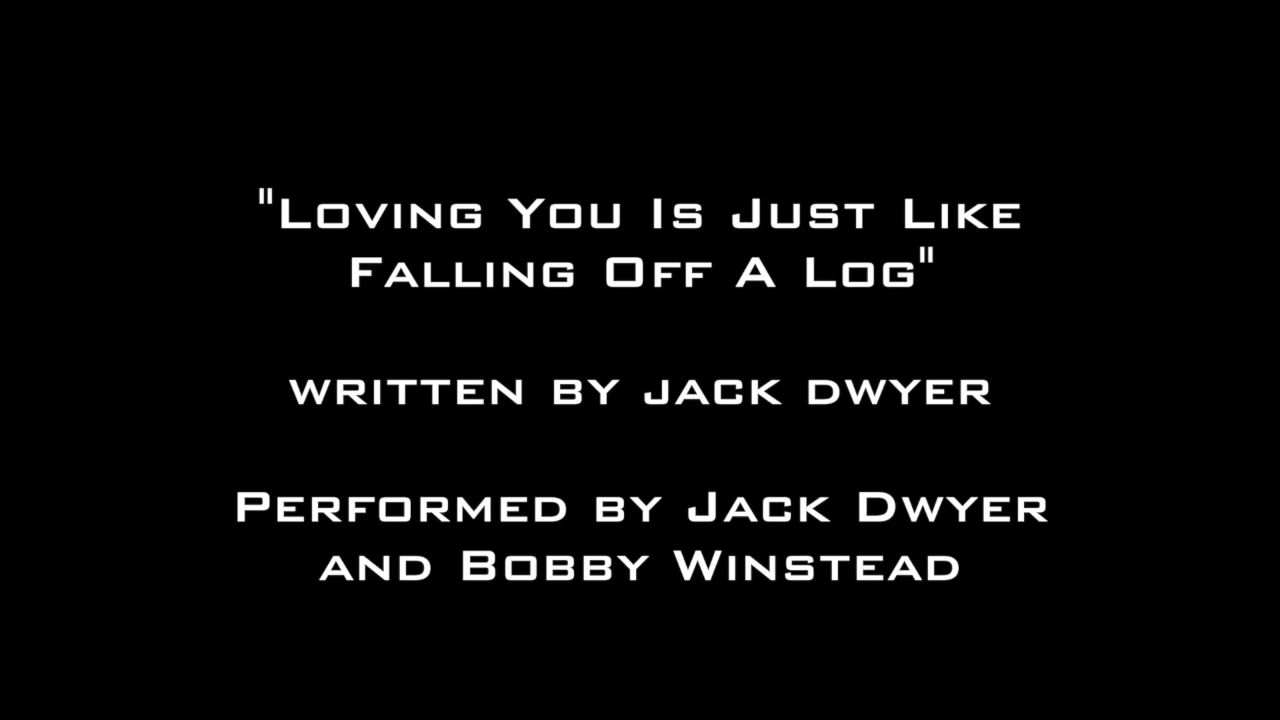 "Loving You Is Just Like
Falling Off A Log"
written by jack dwyer
Performed by Jack Dwyer
and Bobby Winstead